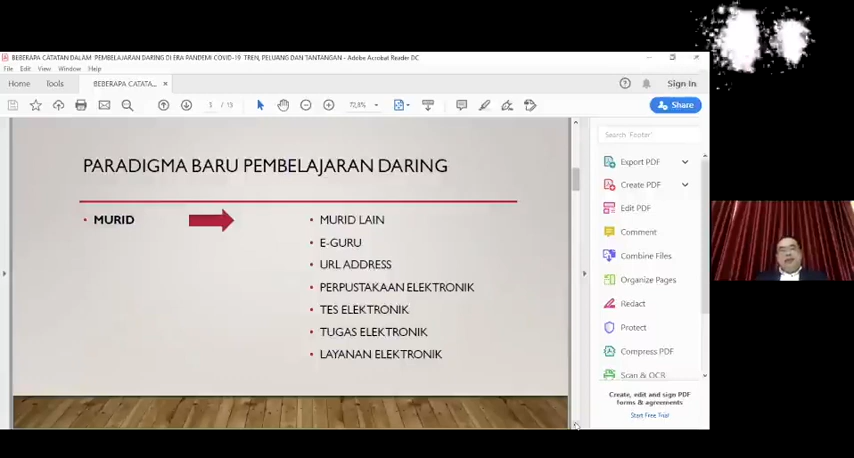 BEBERAPA CATATAN DALAM PEMBELAJARAN DARING DI ERA PANDEMI COVID-19 TREN, PELUANG DAN TANTANGAN - Adobe Acrobat Reader DC
File Edit View Window Help
Home Tools BEBERAPA CATATA... Sign In
/ 13 72,8% Share
PARADIGMA BARU PEMBELAJARAN DARING
• MURID
• MURID LAIN
• E-GURU
• URL ADDRESS
• PERPUSTAKAAN ELEKTRONIK
• TES ELEKTRONIK
• TUGAS ELEKTRONIK
• LAYANAN ELEKTRONIK
Search 'Footer'
Export PDF
Create PDF
Edit PDF
Comment
Combine Files
Organize Pages
Redact
Protect
Compress PDF
Scan & OCR
Create, edit and sign PDF
forms & agreements
Start Free Trial